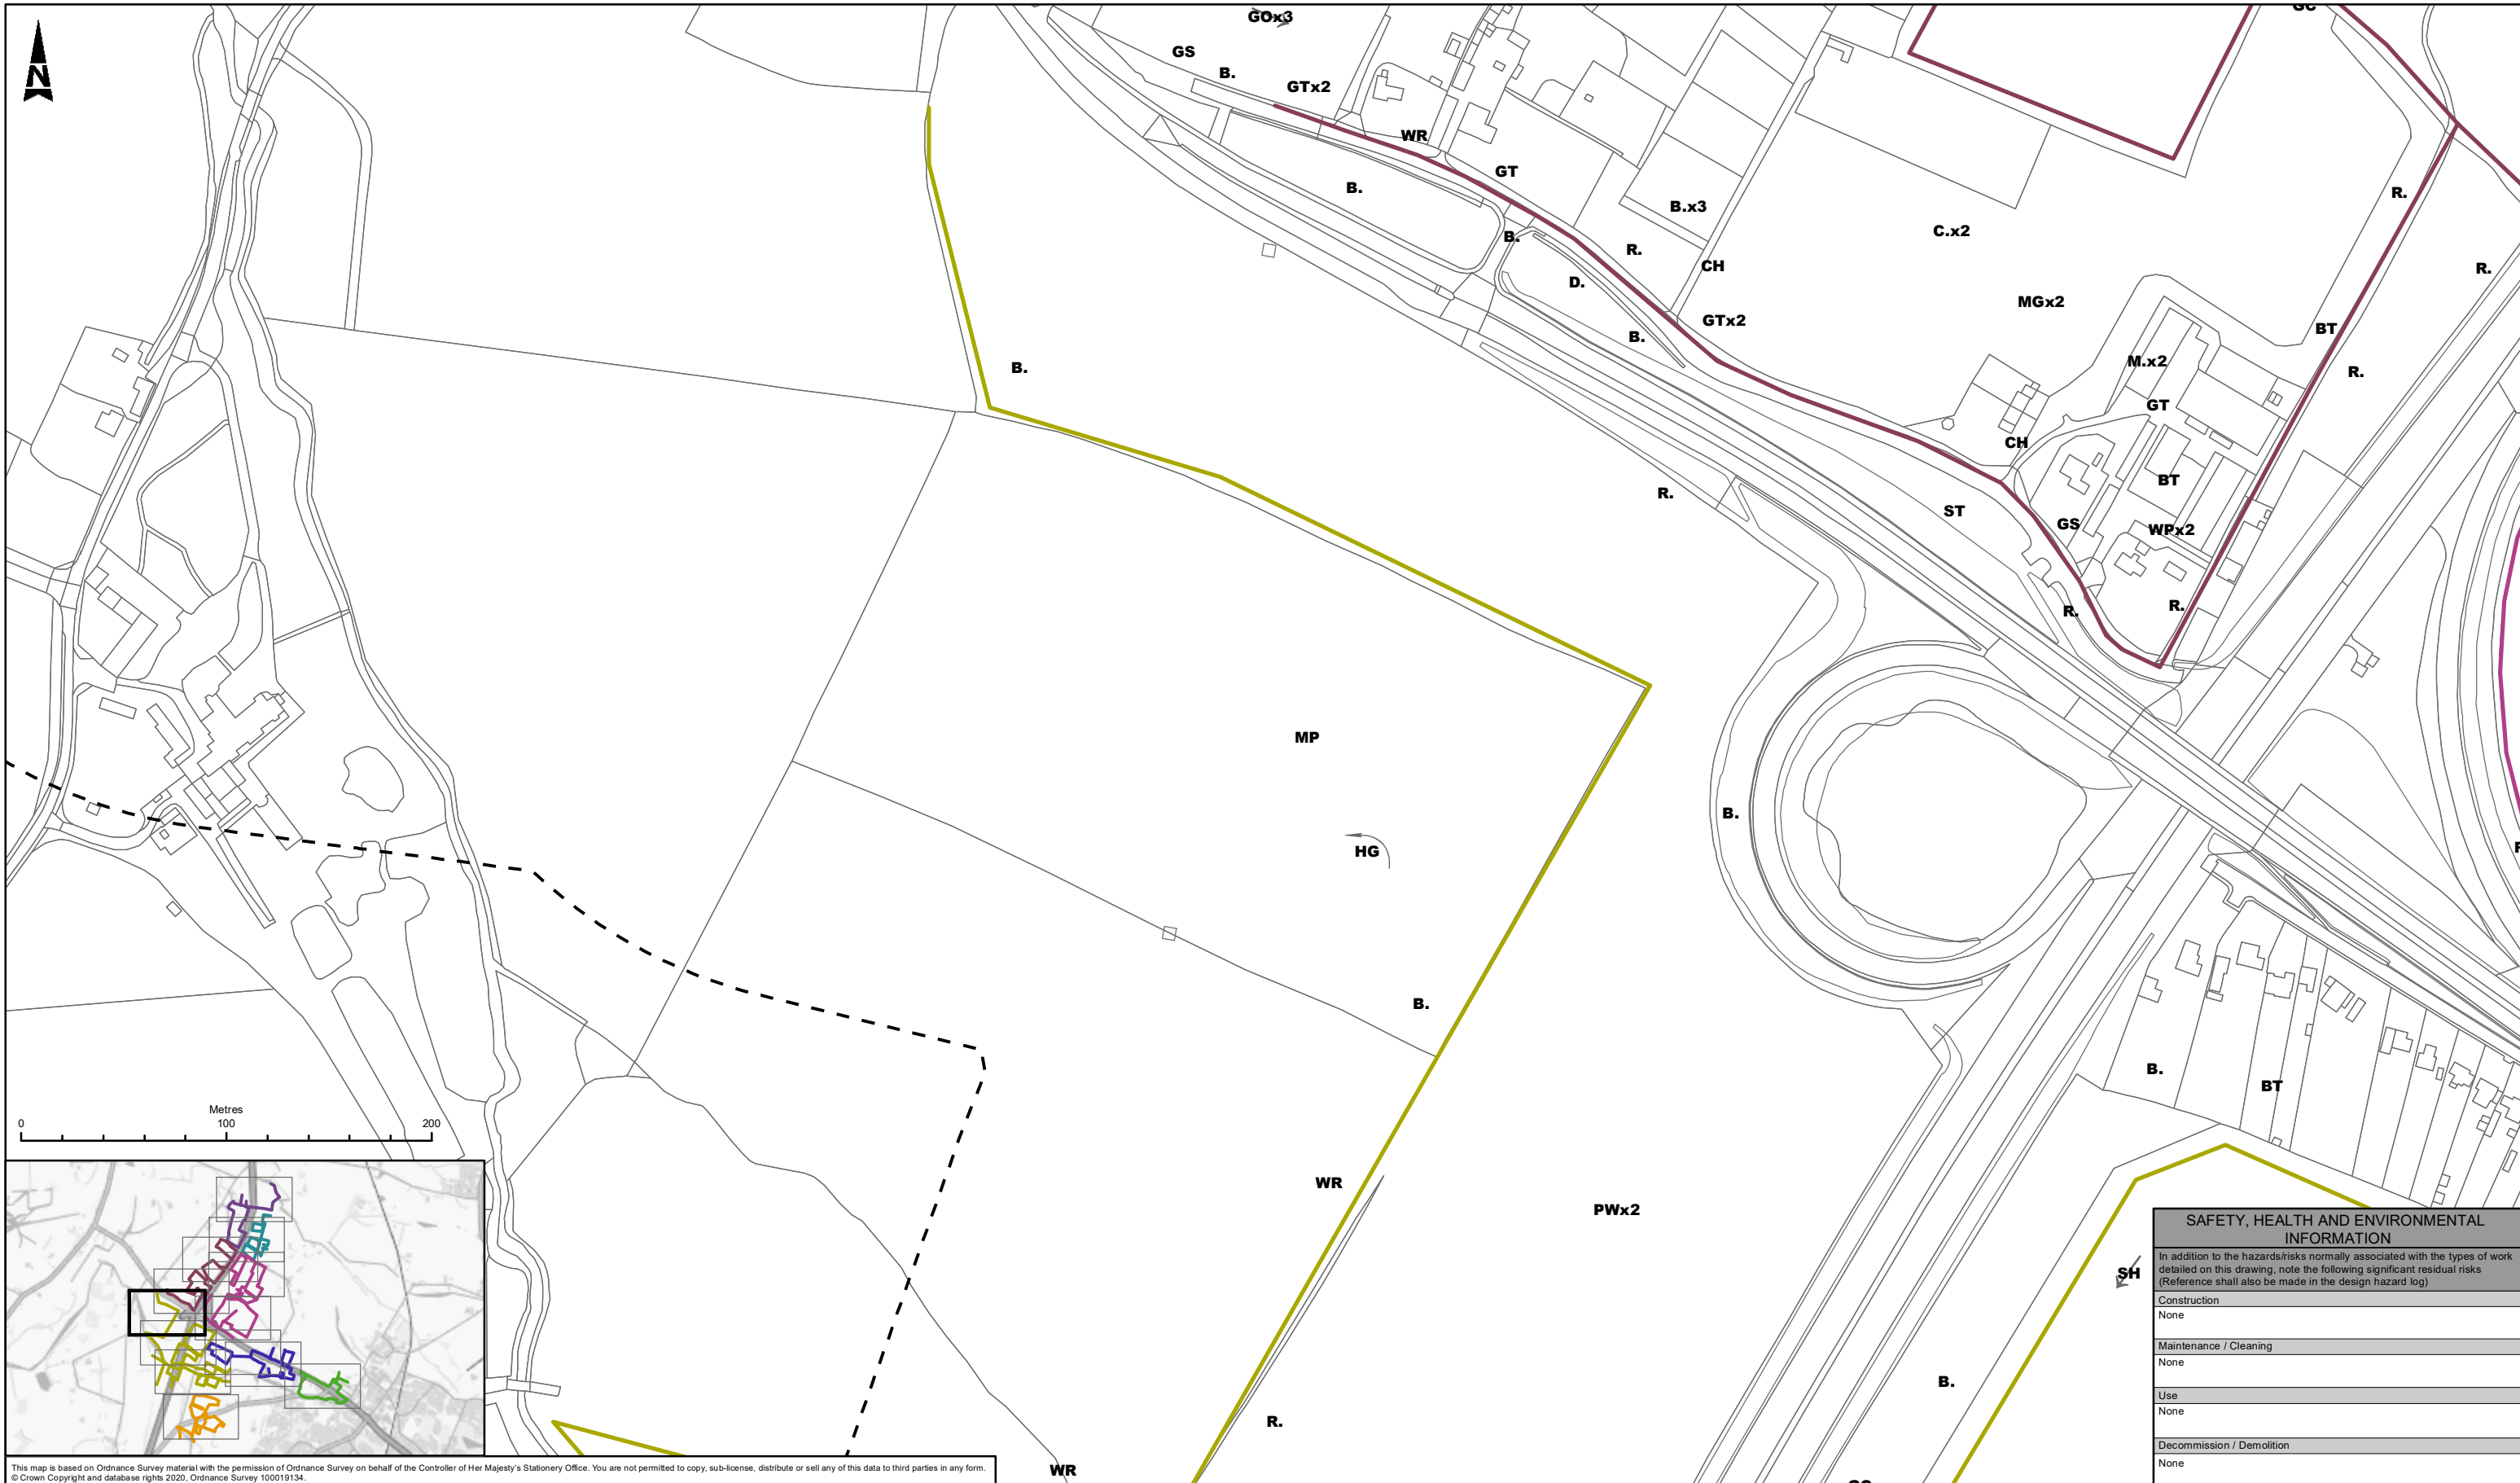 N
GOx3
GC
GS
B.
GTx2
WR
GT
B.
B.x3
R.
C.x2
B.
R.
CH
R.
D.
MGx2
GTx2
BT
B.
M.x2
B.
R.
GT
CH
BT
R.
ST
GS
WPx2
R.
R.
MP
B.
HG
B.
B.
BT
WR
PWx2
SH
B.
R.
WR
Metres
0 100 200
SAFETY, HEALTH AND ENVIRONMENTAL
INFORMATION
In addition to the hazards/risks normally associated with the types of work
detailed on this drawing, note the following significant residual risks
(Reference shall also be made in the design hazard log)
Construction
None
Maintenance / Cleaning
None
Use
None
Decommission / Demolition
None
This map is based on Ordnance Survey material with the permission of Ordnance Survey on behalf of the Controller of Her Majesty's Stationery Office. You are not permitted to copy, sub-license, distribute or sell any of this data to third parties in any form.
© Crown Copyright and database rights 2020, Ordnance Survey 100019134.